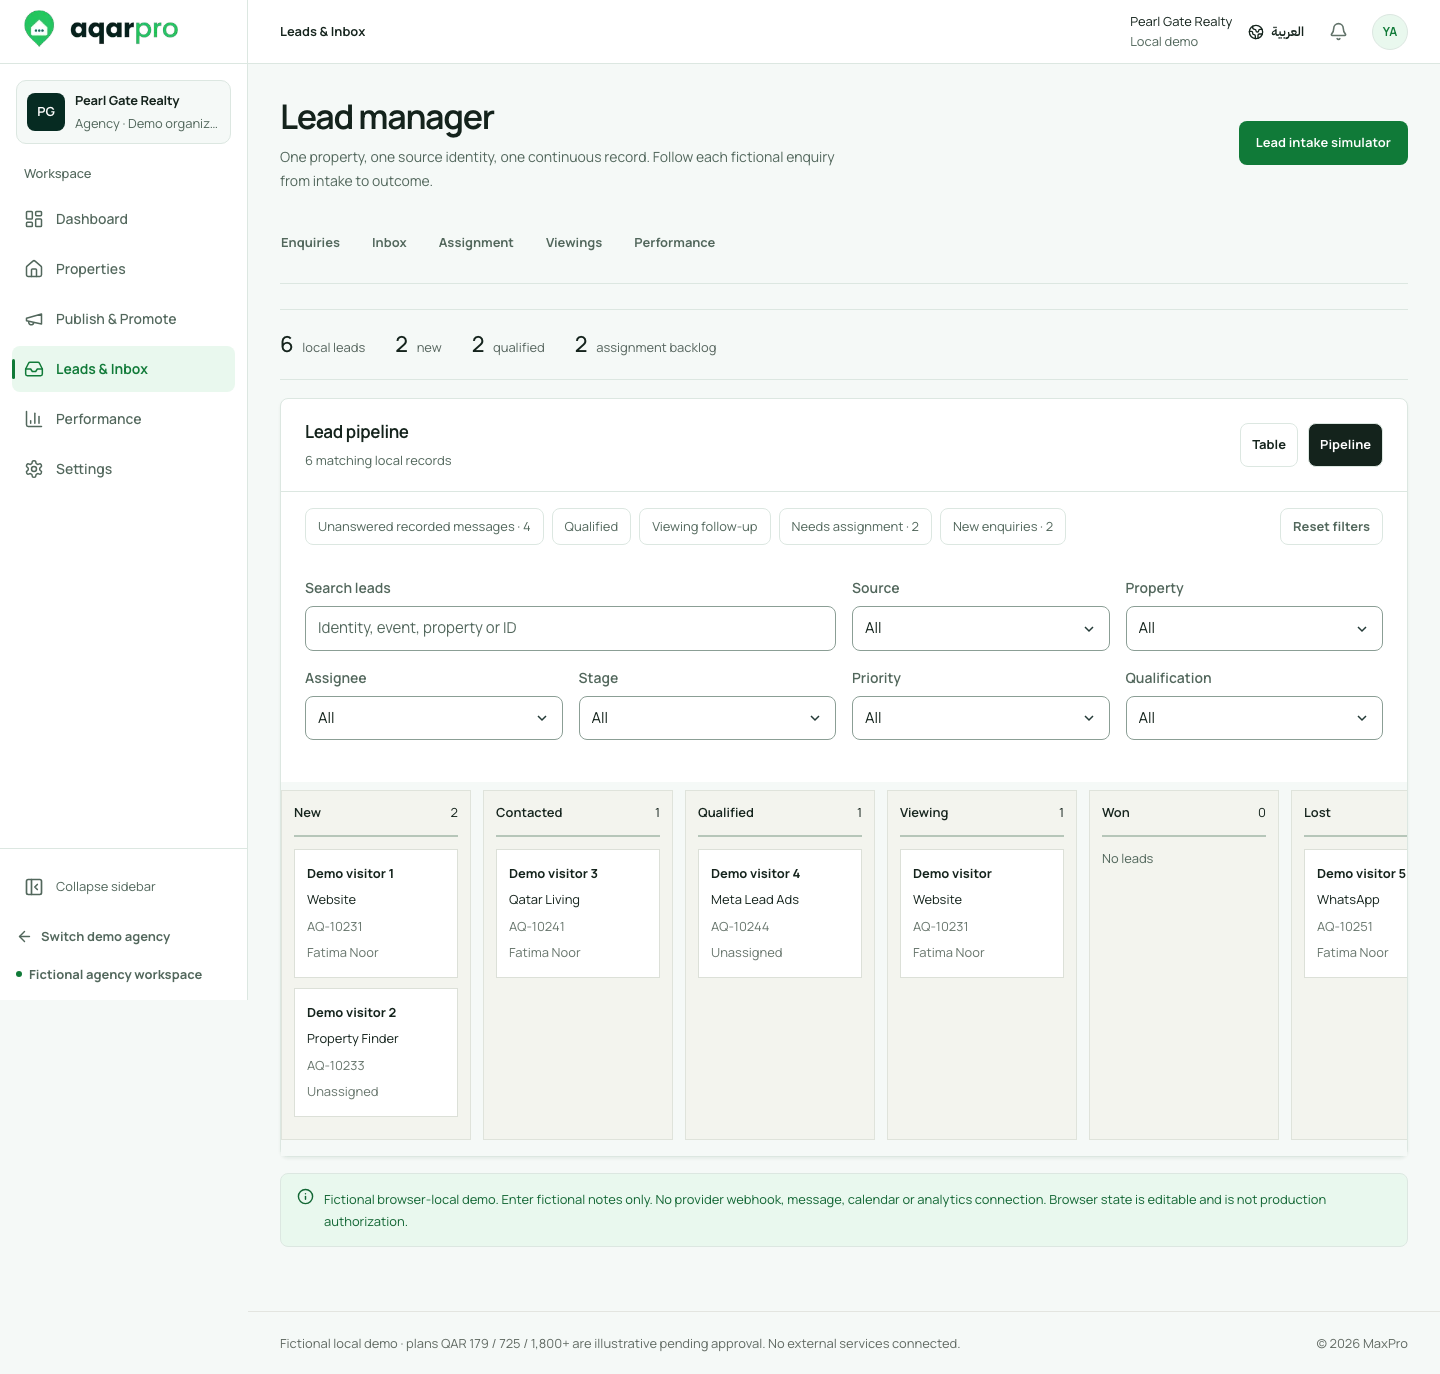 aqarpro
Leads & Inbox
Pearl Gate Realty
Local demo
العربية
YA
PG
Pearl Gate Realty
Agency · Demo organiz...
Workspace
Dashboard
Properties
Publish & Promote
Leads & Inbox
Performance
Settings
Collapse sidebar
Switch demo agency
Fictional agency workspace
Lead manager
One property, one source identity, one continuous record. Follow each fictional enquiry
from intake to outcome.
Lead intake simulator
Enquiries Inbox Assignment Viewings Performance
6 local leads 2 new 2 qualified 2 assignment backlog
Lead pipeline
6 matching local records
Table Pipeline
Unanswered recorded messages · 4 Qualified Viewing follow-up Needs assignment · 2 New enquiries · 2 Reset filters
Search leads Source Property
Identity, event, property or ID All All
Assignee Stage Priority Qualification
All All All All
New 2
Demo visitor 1
Website
AQ-10231
Fatima Noor
Demo visitor 2
Property Finder
AQ-10233
Unassigned
Contacted 1
Demo visitor 3
Qatar Living
AQ-10241
Fatima Noor
Qualified 1
Demo visitor 4
Meta Lead Ads
AQ-10244
Unassigned
Viewing 1
Demo visitor
Website
AQ-10231
Fatima Noor
Won 0
No leads
Lost
Demo visitor 5
WhatsApp
AQ-10251
Fatima Noor
Fictional browser-local demo. Enter fictional notes only. No provider webhook, message, calendar or analytics connection. Browser state is editable and is not production
authorization.
Fictional local demo · plans QAR 179 / 725 / 1,800+ are illustrative pending approval. No external services connected.
© 2026 MaxPro